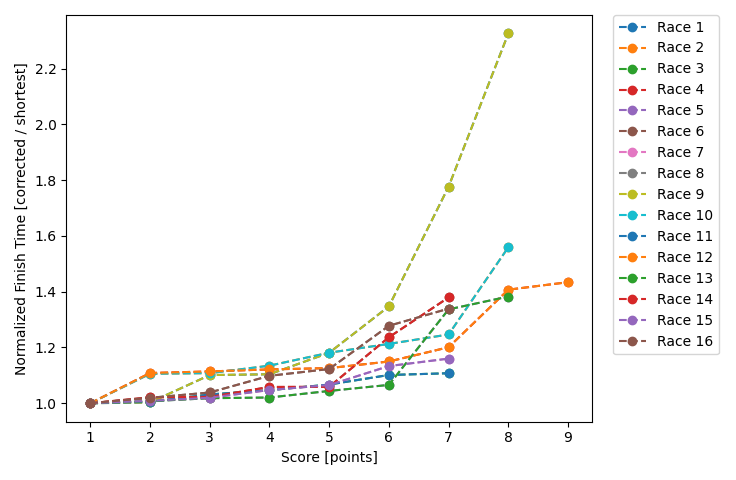 Normalized Finish Time [corrected / shortest]
2.2
2.0
1.8
1.6
1.4
1.2
1.0
1 2 3 4 5 6 7 8 9
Score [points]
Race 1
Race 2
Race 3
Race 4
Race 5
Race 6
Race 7
Race 8
Race 9
Race 10
Race 11
Race 12
Race 13
Race 14
Race 15
Race 16